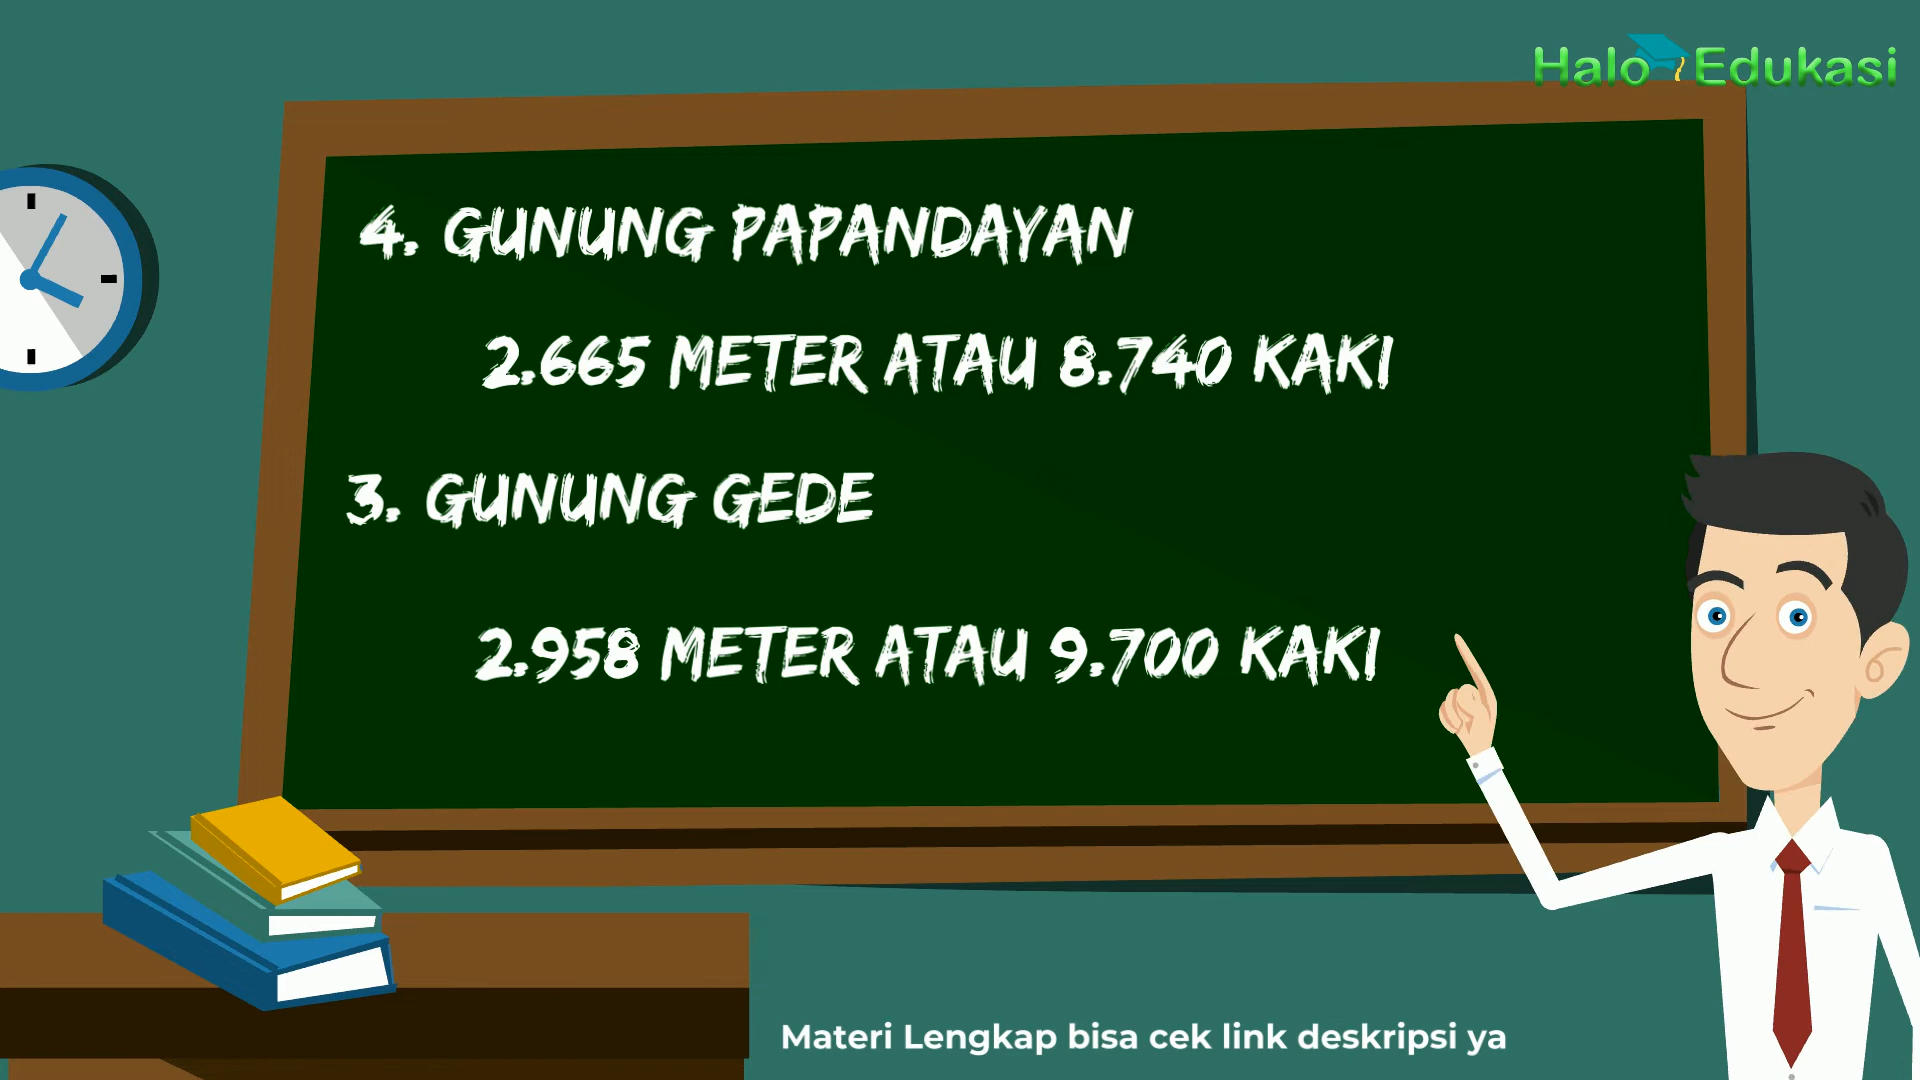 Halo Edukasi
4. GUNUNG PAPANDAYAN
2.665 METER ATAU 8.740 KAKI
3. GUNUNG GEDE
2.958 METER ATAU 9.700 KAKI
Materi Lengkap bisa cek link deskripsi ya